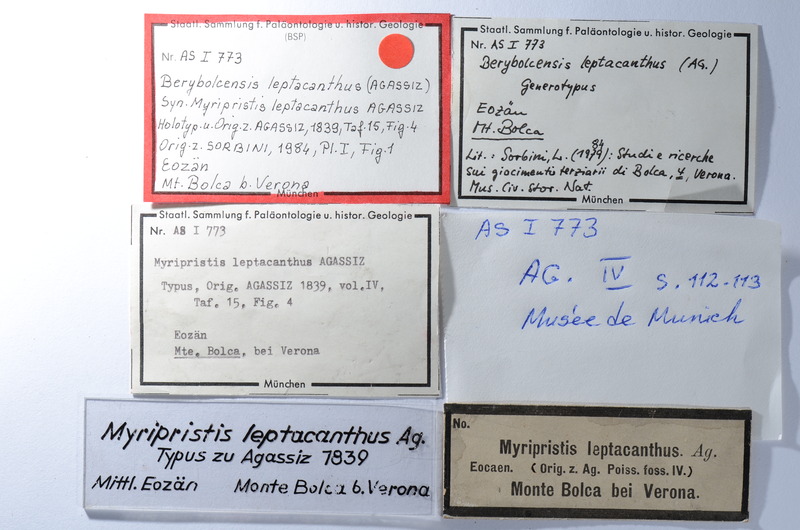 Staatl. Sammlung f. Paläontologie u. histor. Geologie
(BSP)
Nr. AS I 773
Berybolcensis leptacanthus (AGASSIZ)
Syn. Myripristis leptacanthus AGASSIZ
Holotyp. u. Orig. z. AGASSIZ, 1839, Taf. 15, Fig. 4
Orig. z. SORBINI, 1984, Pl. I, Fig. 1
Eozän
Mt. Bolca b. Verona
München
Staatl. Sammlung f. Paläontologie u. histor. Geologie
Nr. AS I 773
Berybolcensis leptacanthus (AG.)
Generotypus
Eozän
Mt. Bolca
Lit.: Sorbini, L. (1984): Studi e ricerche
sui giacimenti terziarii di Bolca, Verona.
Mus. Civ. Stor. Nat.
München
Staatl. Sammlung f. Paläontologie u. histor. Geologie
Nr. AS I 773
Myripristis leptacanthus AGASSIZ
Typus, Orig. AGASSIZ 1839, vol.IV,
Taf. 15, Fig. 4
Eozän
Mte. Bolca, bei Verona
München
AS I 773
AG. IV S. 112-113
Musée de Munich
Myripristis leptacanthus Ag.
Typus zu Agassiz 1839
Mittl. Eozän Monte Bolca b. Verona
No.
Myripristis leptacanthus. Ag.
Eocaen. (Orig. z. Ag. Poiss. foss. IV.)
Monte Bolca bei Verona.